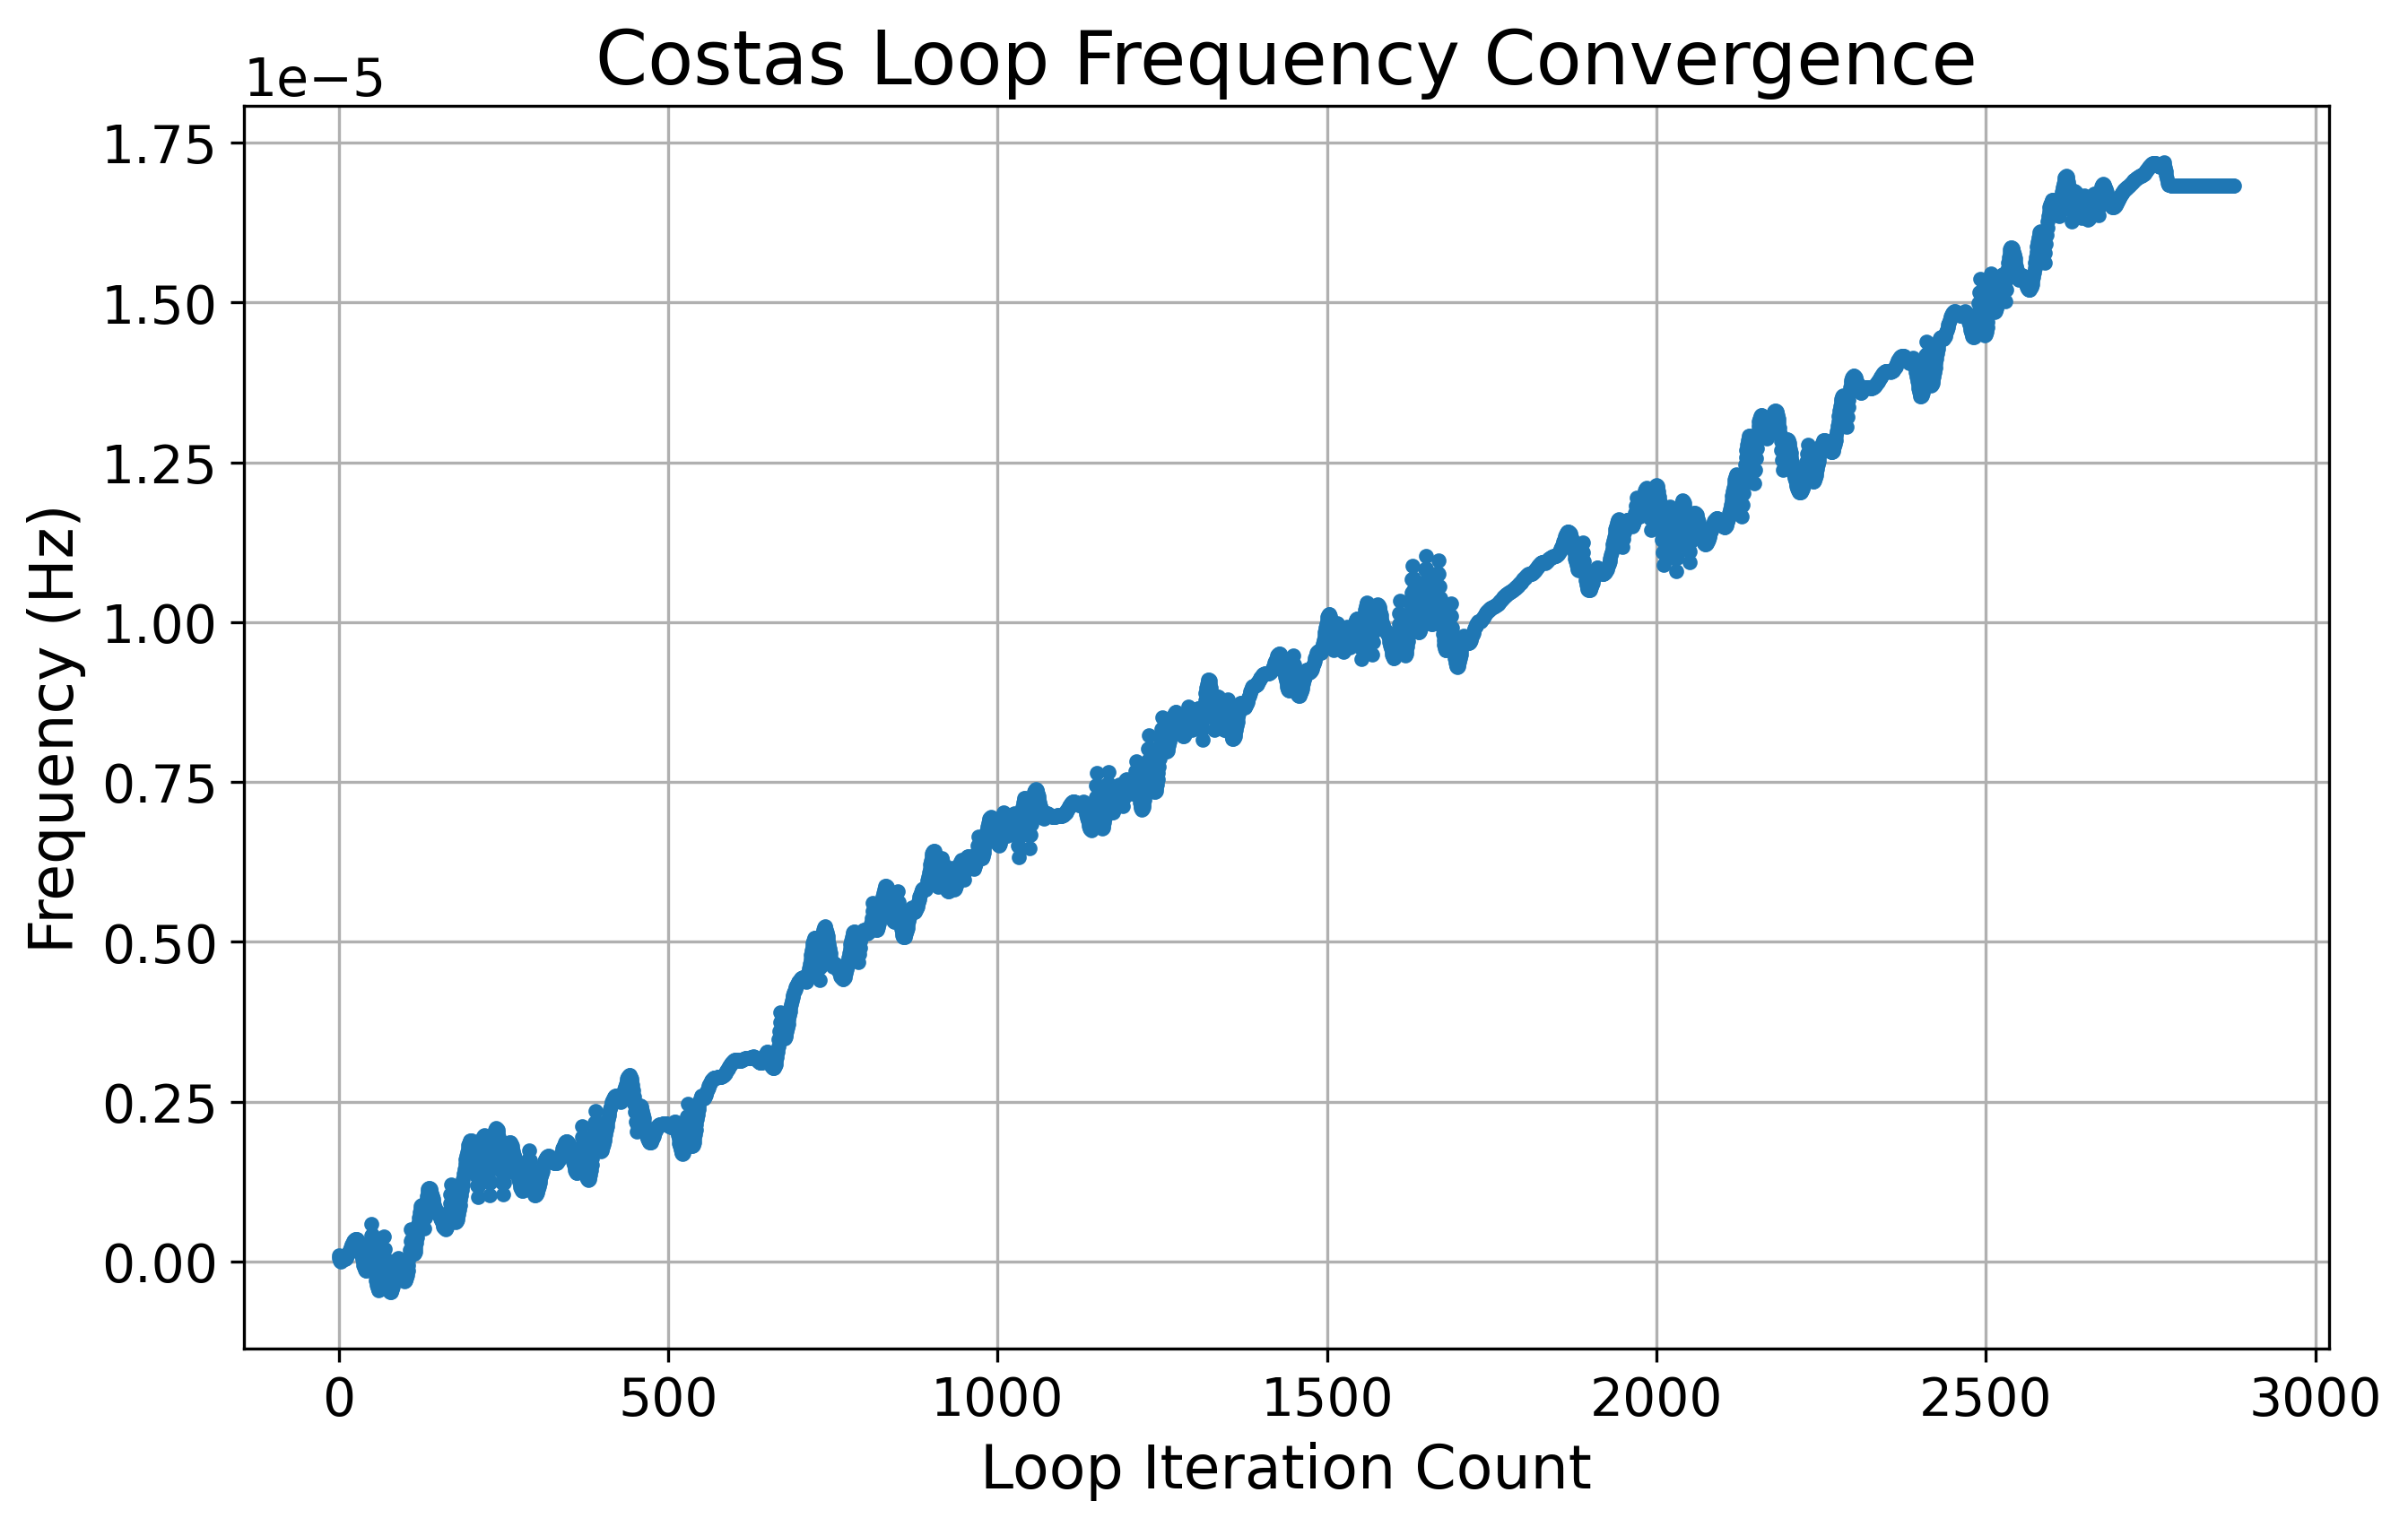 Costas Loop Frequency Convergence
1e−5
1.75
1.50
1.25
1.00
0.75
0.50
0.25
0.00
Frequency (Hz)
0 500 1000 1500 2000 2500 3000
Loop Iteration Count